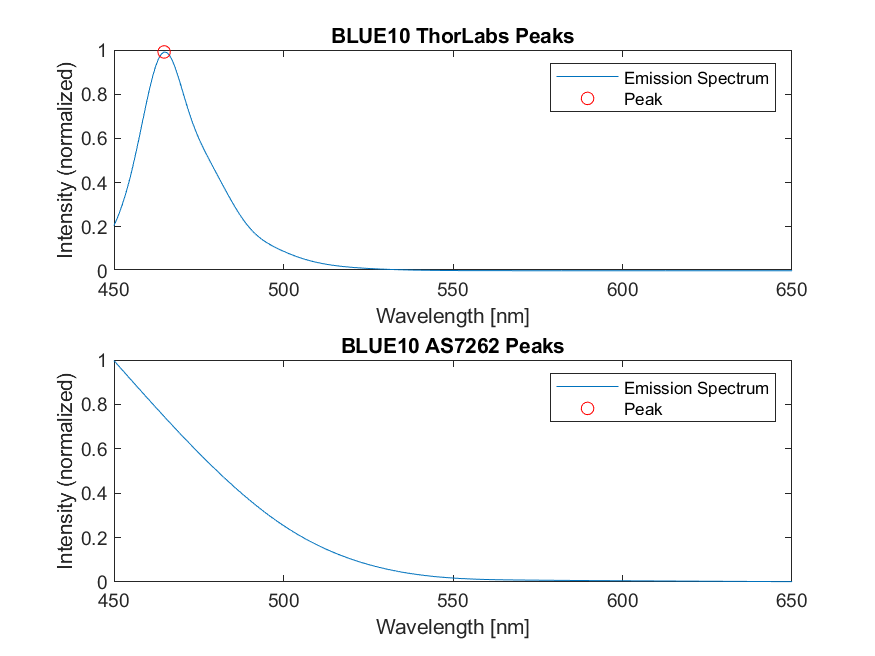 BLUE10 ThorLabs Peaks
Intensity (normalized)
1
0.8
0.6
0.4
0.2
0
Emission Spectrum
Peak
450 500 550 600 650
Wavelength [nm]
BLUE10 AS7262 Peaks
Intensity (normalized)
1
0.8
0.6
0.4
0.2
0
Emission Spectrum
Peak
450 500 550 600 650
Wavelength [nm]